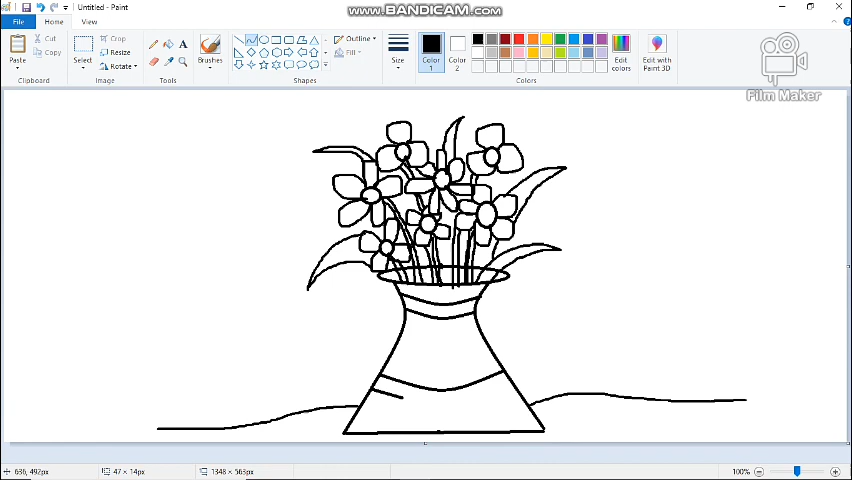 Untitled - Paint
www.BANDICAM.com
File Home View
Paste
Cut
Copy
Clipboard
Select
Crop
Resize
Rotate
Image
Tools
A
Brushes
Shapes
Outline
Fill
Size
Color 1
Color 2
Colors
Edit colors
Edit with Paint 3D
Film Maker
636, 492px
47 × 14px
1348 × 563px
100%